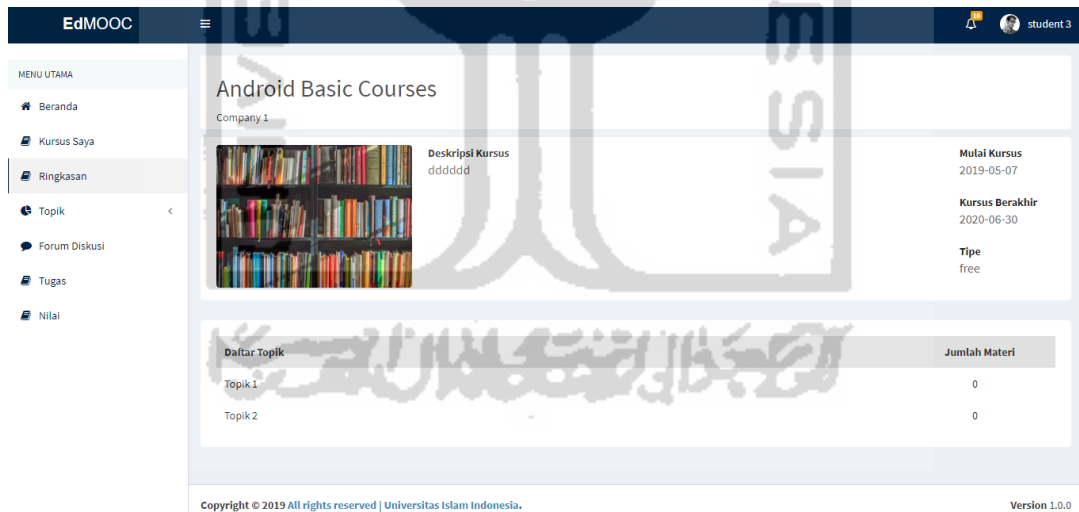 EdMOOC
10
student 3
MENU UTAMA
Beranda
Kursus Saya
Ringkasan
Topik
Forum Diskusi
Tugas
Nilai
Android Basic Courses
Company 1
Deskripsi Kursus
dddddd
Mulai Kursus
2019-05-07
Kursus Berakhir
2020-06-30
Tipe
free
Daftar Topik Jumlah Materi
Topik 1 0
Topik 2 0
Copyright © 2019 All rights reserved | Universitas Islam Indonesia. Version 1.0.0